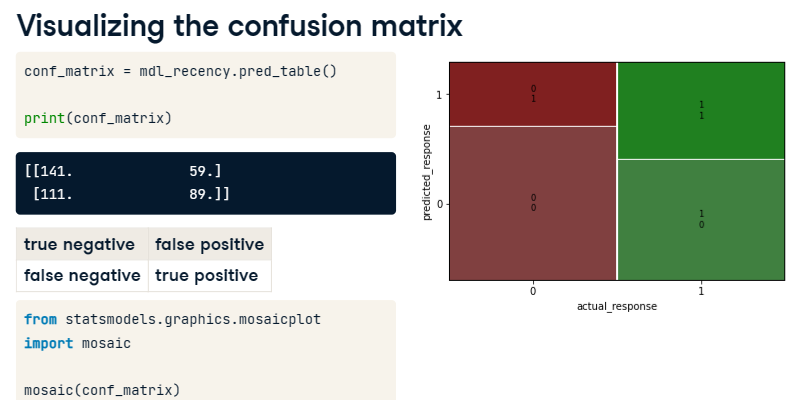 Visualizing the confusion matrix
conf_matrix = mdl_recency.pred_table()
print(conf_matrix)
[[141.             59.]
 [111.             89.]]
true negative false positive
false negative true positive
from statsmodels.graphics.mosaicplot
import mosaic
mosaic(conf_matrix)
predicted_response
1
0
0
1
1
1
0
0
1
0
0 1
actual_response